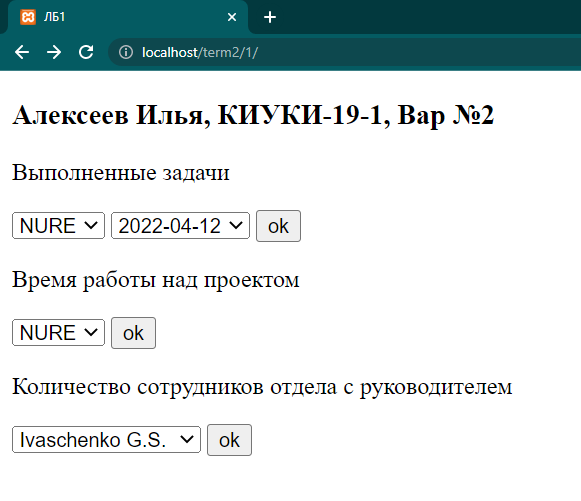 ЛБ1
localhost/term2/1/
Алексеев Илья, КИУКИ-19-1, Вар №2
Выполненные задачи
NURE 2022-04-12 ok
Время работы над проектом
NURE ok
Количество сотрудников отдела с руководителем
Ivaschenko G.S. ok